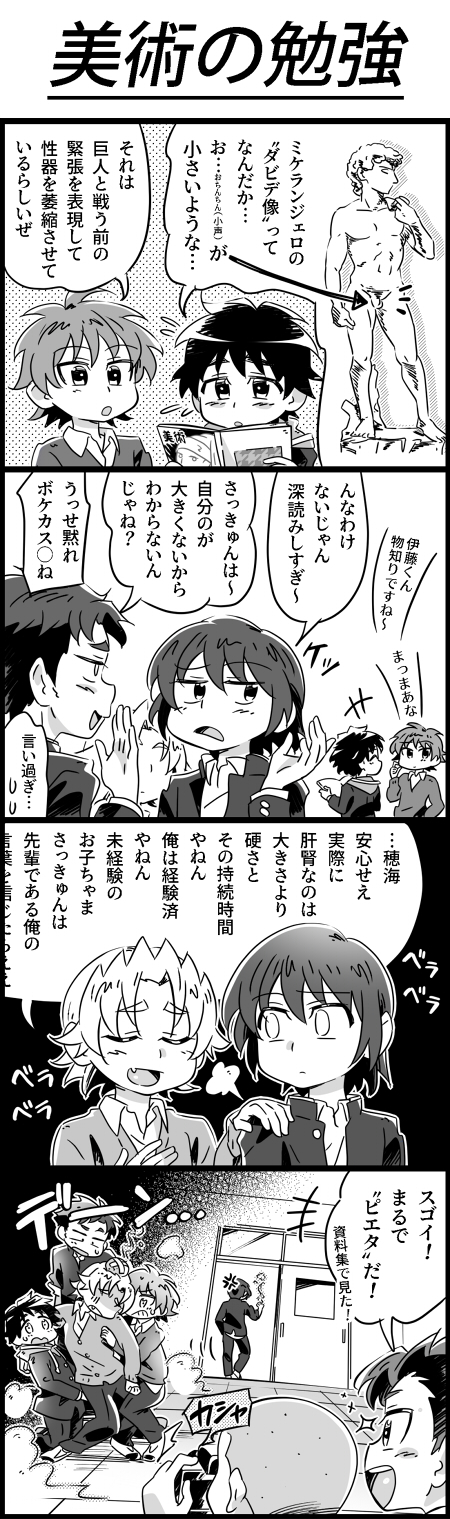 美術の勉強
ミケランジェロの
“ダビデ像”って
なんだか…
お…おちんちん（小声）が
小さいような…
それは
巨人と戦う前の
緊張を表現して
性器を萎縮させて
いるらしいぜ
美術
伊藤くん
物知りですね～
まっまあな
んなわけ
ないじゃん
深読みしすぎ～
ケッ
さっきゅんは～
自分のが
大きくないから
わからないん
じゃね？
うっせ黙れ
ボケカス〇ね
言い過ぎ…
…穂海
安心せえ
実際に
肝腎なのは
大きさより
硬さと
その持続時間
やねん
俺は経験済
やねん
未経験の
お子ちゃま
さっきゅんは
先輩である俺の
言葉を信じ
ベラ
ベラ
ベラ
ベラ
スゴイ！
まるで
“ピエタ”だ！
資料集で見た！
デーン
カシャ